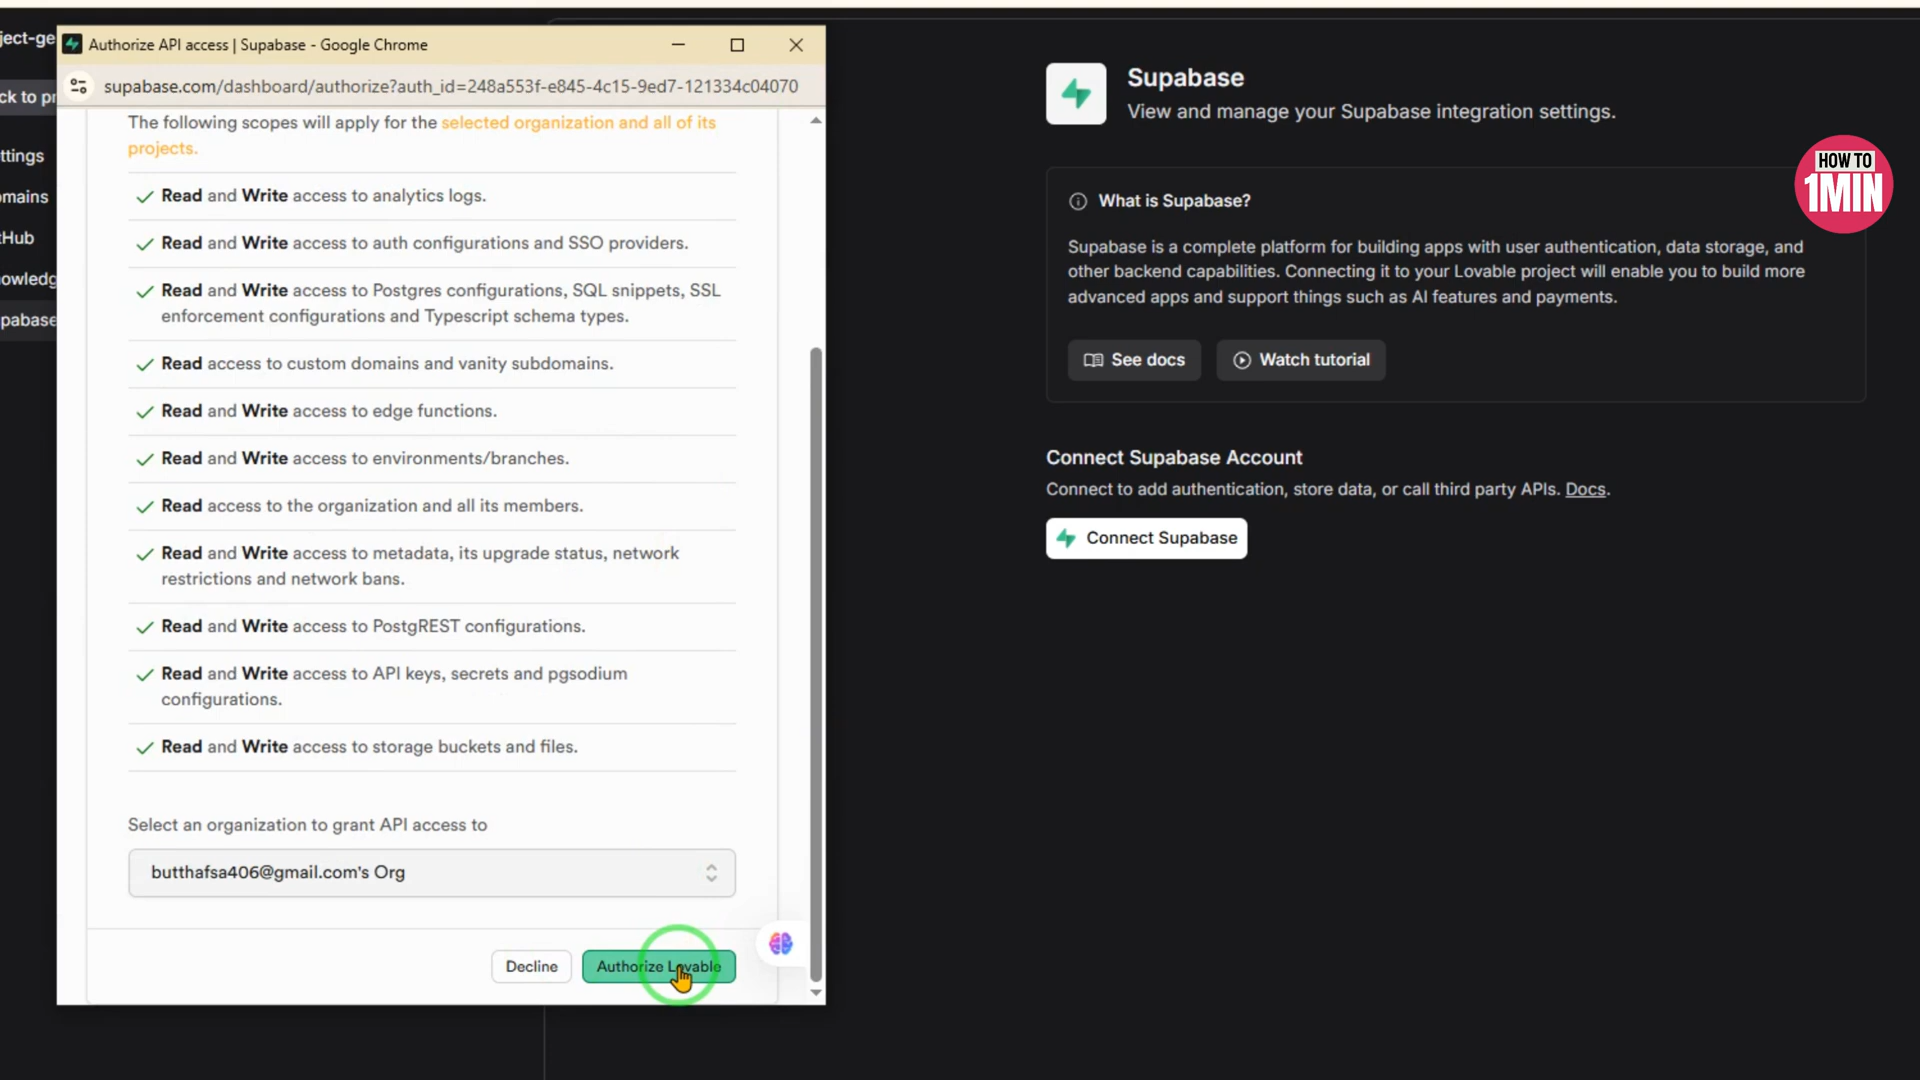 Authorize API access | Supabase - Google Chrome
supabase.com/dashboard/authorize?auth_id=248a553f-e845-4c15-9ed7-121334c04070
The following scopes will apply for the selected organization and all of its
projects.
Read and Write access to analytics logs.
Read and Write access to auth configurations and SSO providers.
Read and Write access to Postgres configurations, SQL snippets, SSL
enforcement configurations and Typescript schema types.
Read access to custom domains and vanity subdomains.
Read and Write access to edge functions.
Read and Write access to environments/branches.
Read access to the organization and all its members.
Read and Write access to metadata, its upgrade status, network
restrictions and network bans.
Read and Write access to PostgREST configurations.
Read and Write access to API keys, secrets and pgsodium
configurations.
Read and Write access to storage buckets and files.
Select an organization to grant API access to
butthafsa406@gmail.com's Org
Decline
Authorize Lovable
ject-ge
ck to pr
ttings
mains
tHub
nowledg
pabase
Supabase
View and manage your Supabase integration settings.
HOW TO
1MIN
What is Supabase?
Supabase is a complete platform for building apps with user authentication, data storage, and
other backend capabilities. Connecting it to your Lovable project will enable you to build more
advanced apps and support things such as AI features and payments.
See docs
Watch tutorial
Connect Supabase Account
Connect to add authentication, store data, or call third party APIs. Docs.
Connect Supabase